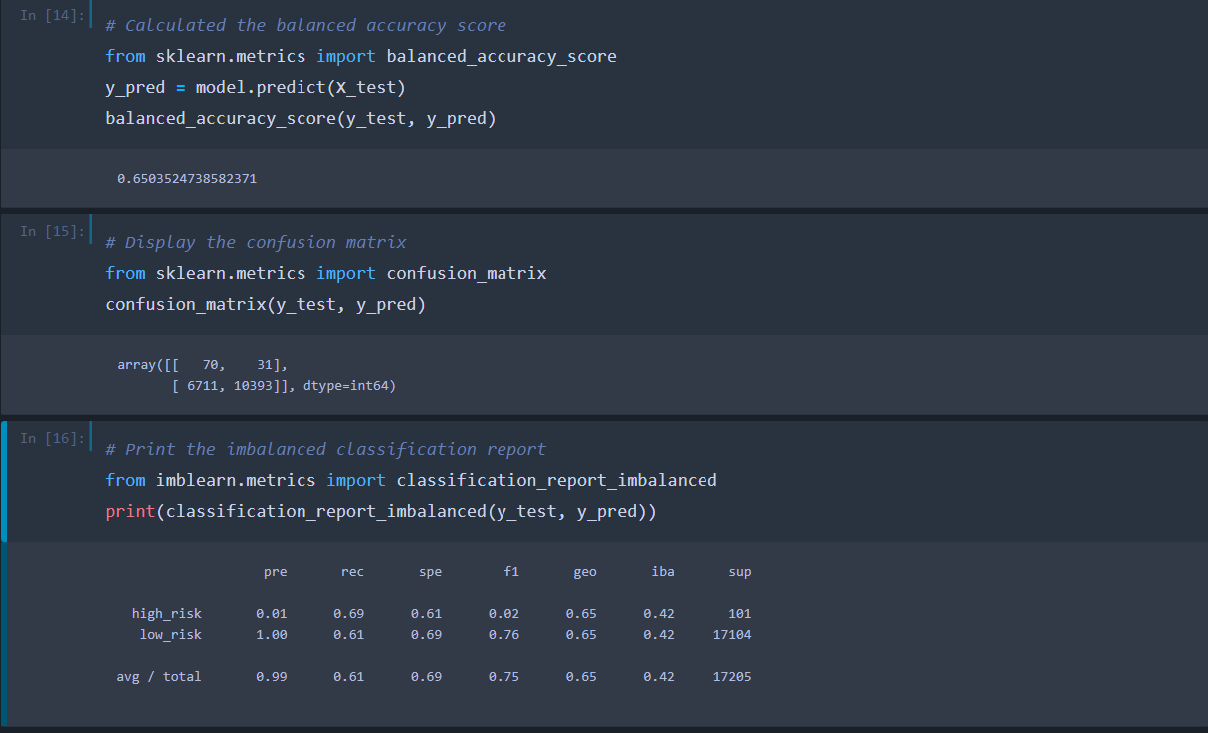 In [14]:
# Calculated the balanced accuracy score
from sklearn.metrics import balanced_accuracy_score
y_pred = model.predict(X_test)
balanced_accuracy_score(y_test, y_pred)
0.6503524738582371
In [15]:
# Display the confusion matrix
from sklearn.metrics import confusion_matrix
confusion_matrix(y_test, y_pred)
array([[   70,    31],
       [ 6711, 10393]], dtype=int64)
In [16]:
# Print the imbalanced classification report
from imblearn.metrics import classification_report_imbalanced
print(classification_report_imbalanced(y_test, y_pred))
pre rec spe f1 geo iba sup
high_risk 0.01 0.69 0.61 0.02 0.65 0.42 101
low_risk 1.00 0.61 0.69 0.76 0.65 0.42 17104
avg / total 0.99 0.61 0.69 0.75 0.65 0.42 17205